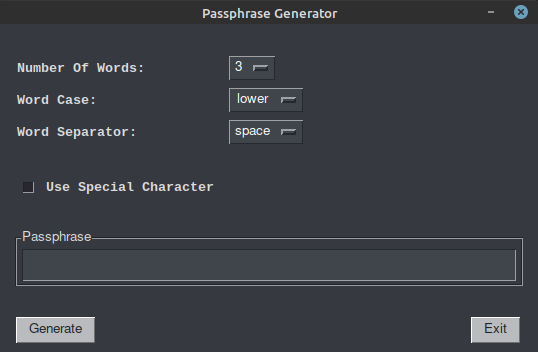 Passphrase Generator
Number Of Words: 3
Word Case: lower
Word Separator: space
Use Special Character
Passphrase
Generate Exit